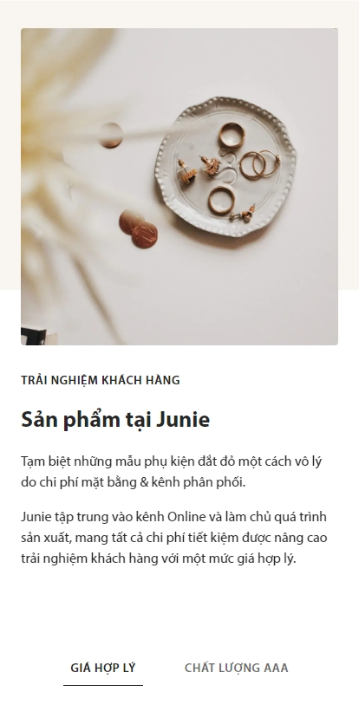 TRẢI NGHIỆM KHÁCH HÀNG
Sản phẩm tại Junie
Tạm biệt những mẫu phụ kiện đắt đỏ một cách vô lý
do chi phí mặt bằng & kênh phân phối.
Junie tập trung vào kênh Online và làm chủ quá trình
sản xuất, mang tất cả chi phí tiết kiệm được nâng cao
trải nghiệm khách hàng với một mức giá hợp lý.
GIÁ HỢP LÝ
CHẤT LƯỢNG AAA